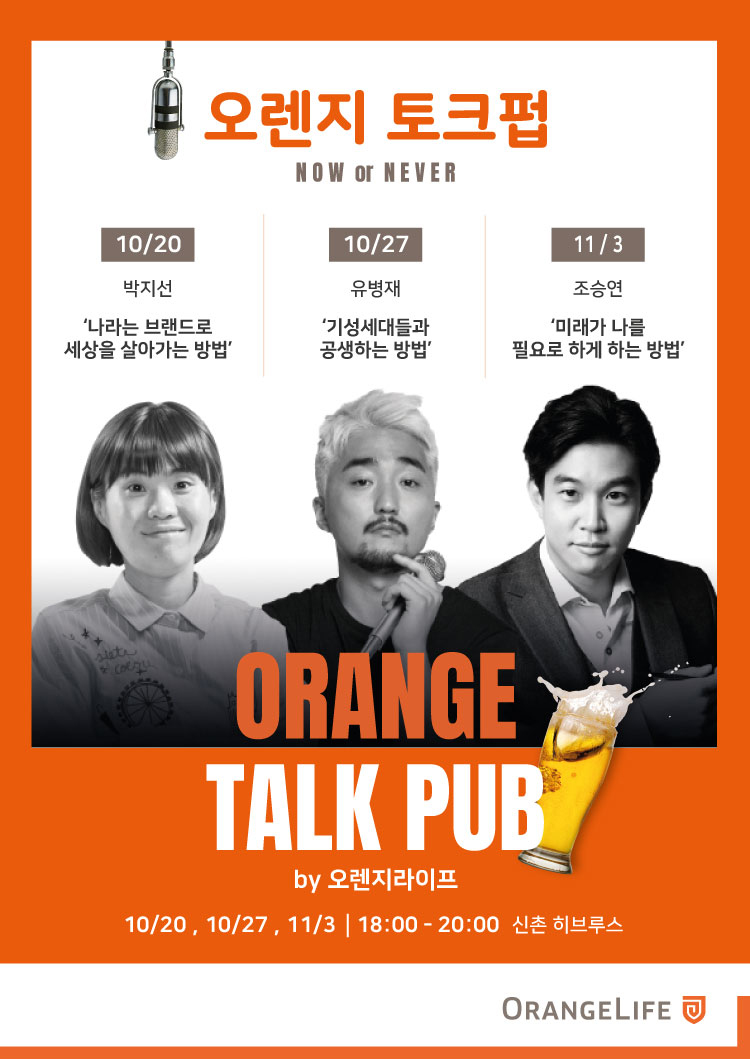 오렌지 토크펍
NOW or NEVER
10/20
박지선
‘나라는 브랜드로
세상을 살아가는 방법’
10/27
유병재
‘기성세대들과
공생하는 방법’
11 / 3
조승연
‘미래가 나를
필요로 하게 하는 방법’
ORANGE
TALK PUB
by 오렌지라이프
10/20 , 10/27 , 11/3 | 18:00 - 20:00 신촌 히브루스
ORANGELIFE